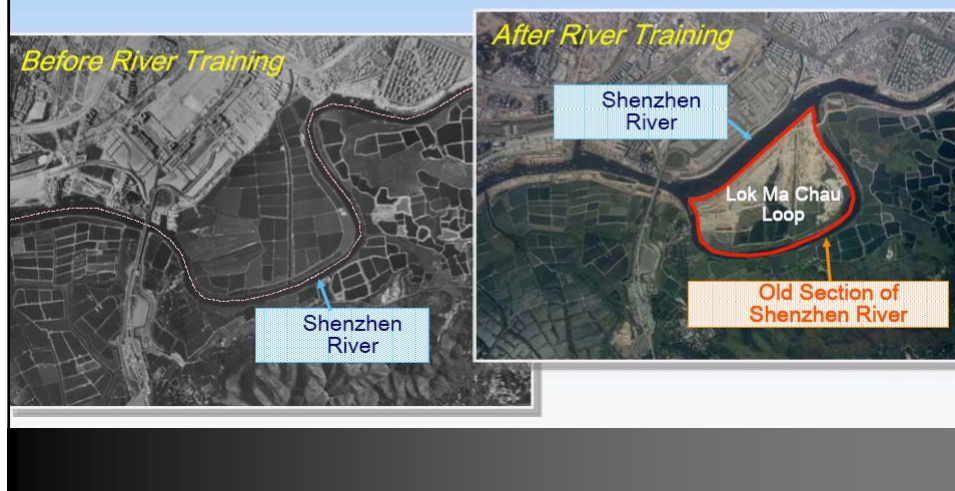 Before River Training
After River Training
Shenzhen
River
Shenzhen
River
Lok Ma Chau
Loop
Old Section of
Shenzhen River